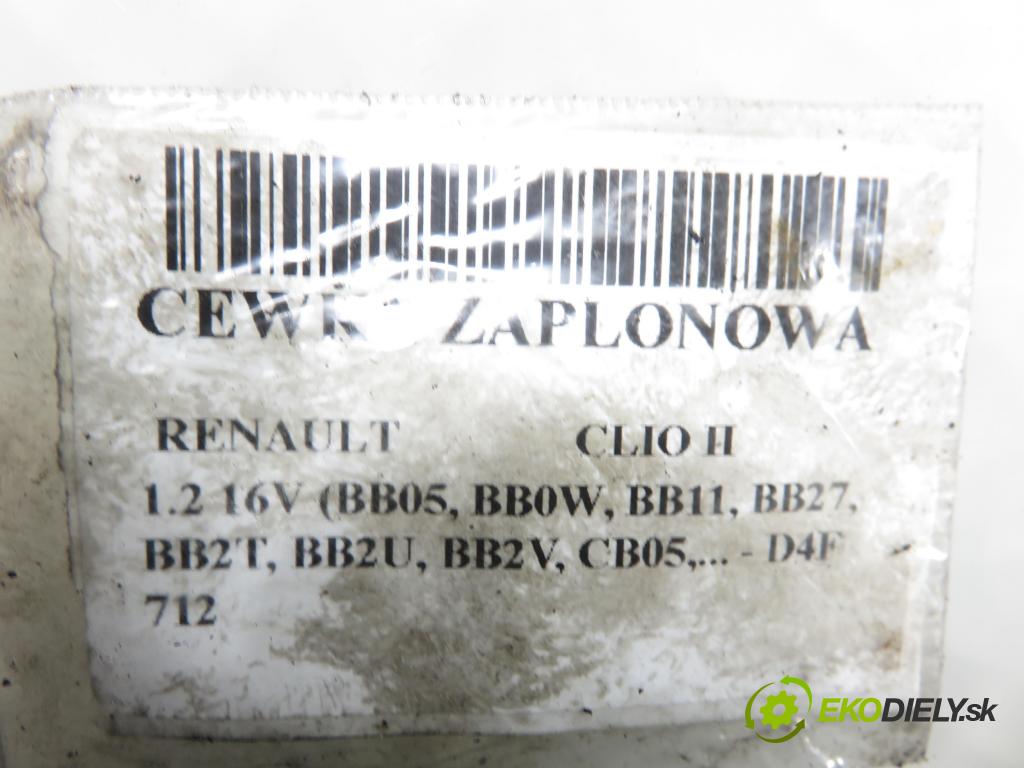 CEWKA ZAPLONOWA
RENAULT CLIO II
1.2 16V (BB05, BB0W, BB11, BB27,
BB2T, BB2U, BB2V, CB05,... - D4F
712
EKODIELY.sk